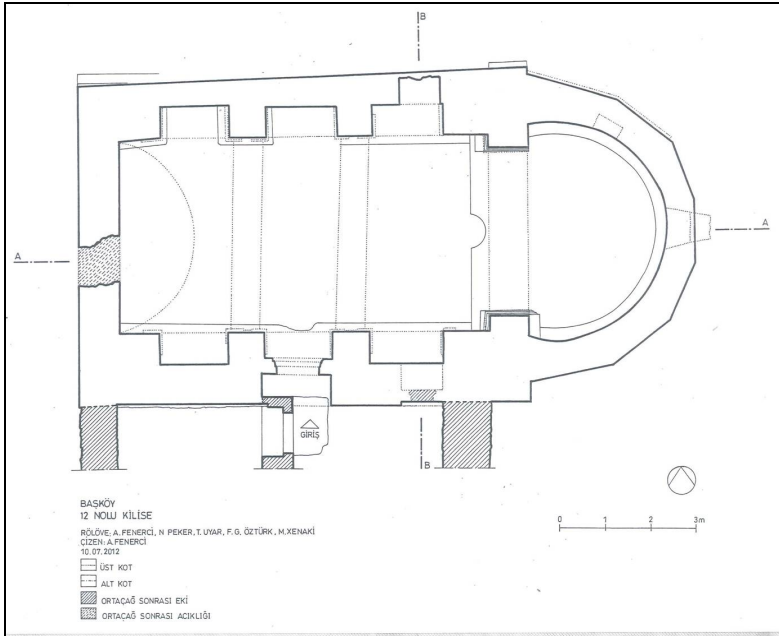 B
A
A
GİRİŞ
B
BAŞKÖY
12 NOLU KİLİSE
RÖLÖVE: A.FENERCİ, N PEKER, T. UYAR, F.G. ÖZTÜRK, M.XENAKİ
ÇİZEN: A.FENERCİ
10.07.2012
0 1 2 3m
ÜST KOT
ALT KOT
ORTAÇAĞ SONRASI EKİ
ORTAÇAĞ SONRASI ACIKLIĞI